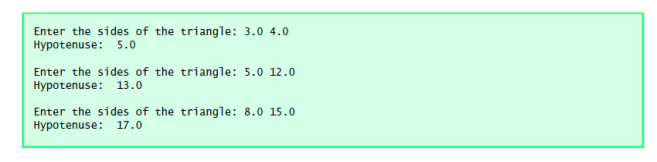 Enter the sides of the triangle: 3.0 4.0
Hypotenuse:  5.0
Enter the sides of the triangle: 5.0 12.0
Hypotenuse:  13.0
Enter the sides of the triangle: 8.0 15.0
Hypotenuse:  17.0